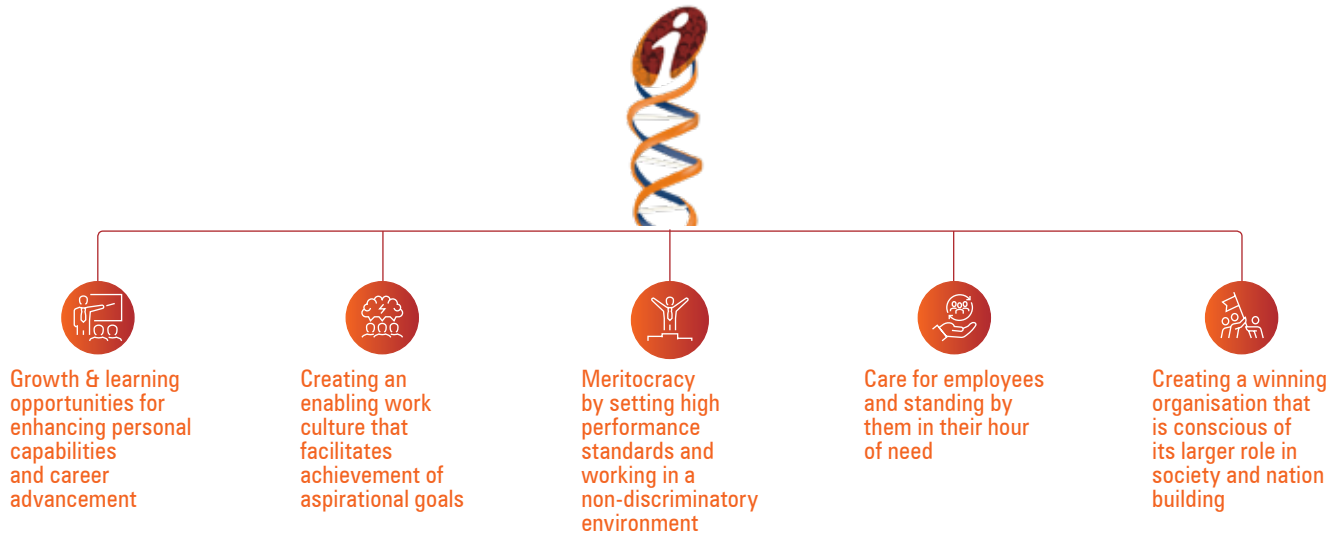 i
Growth & learning
opportunities for
enhancing personal
capabilities
and career
advancement
Creating an
enabling work
culture that
facilitates
achievement of
aspirational goals
Meritocracy
by setting high
performance
standards and
working in a
non-discriminatory
environment
Care for employees
and standing by
them in their hour
of need
Creating a winning
organisation that
is conscious of
its larger role in
society and nation
building